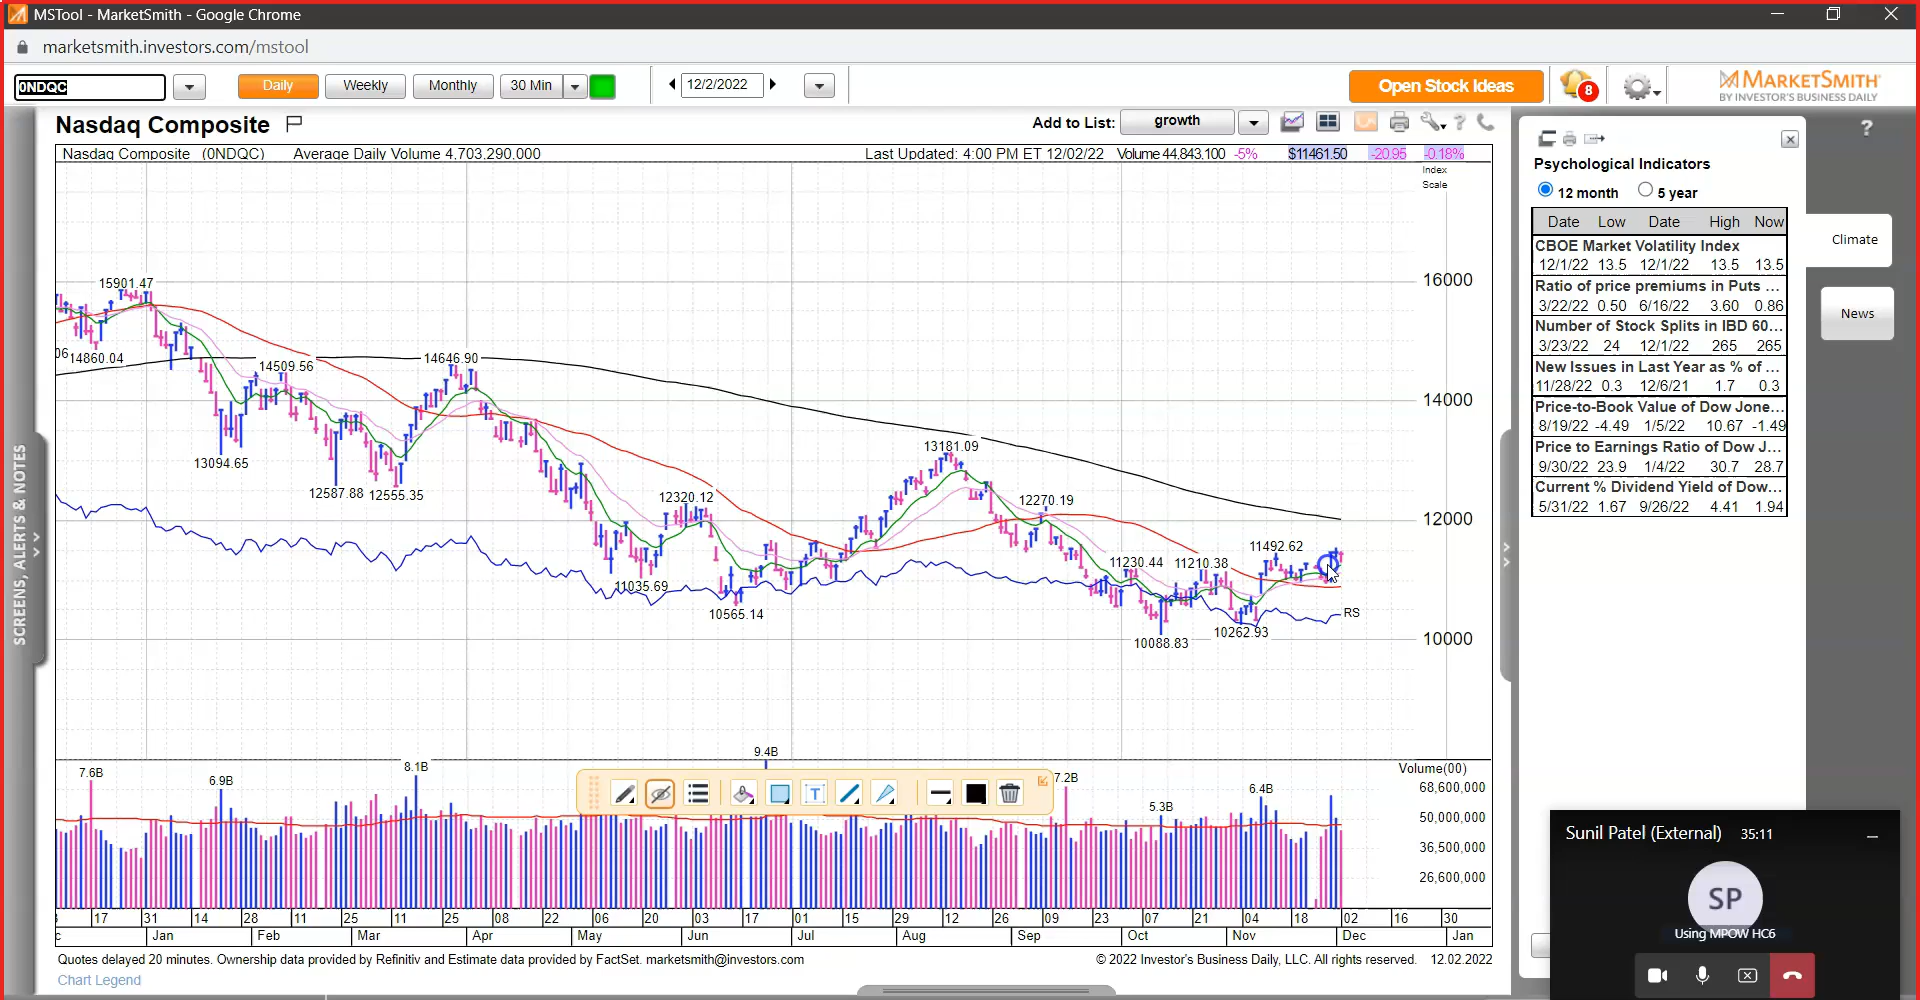 MSTool - MarketSmith - Google Chrome
marketsmith.investors.com/mstool
0NDQC
Daily
Weekly
Monthly
30 Min
12/2/2022
Open Stock Ideas
8
MARKETSMITH
BY INVESTOR'S BUSINESS DAILY
Nasdaq Composite
Add to List:
growth
?
?
Nasdaq Composite (0NDQC) Average Daily Volume 4,703,290,000
Last Updated: 4:00 PM ET 12/02/22 Volume 44,843,100 -5% $11461.50 -20.95 -0.18%
Index
Scale
16000
14000
12000
10000
15901.47
06
14860.04
14509.56
14646.90
13094.65
12587.88
12555.35
12320.12
11035.69
10565.14
13181.09
12270.19
11230.44
11210.38
11492.62
10088.83
10262.93
RS
SCREENS, ALERTS & NOTES
Psychological Indicators
12 month
5 year
Date Low Date High Now
CBOE Market Volatility Index
12/1/22 13.5 12/1/22 13.5 13.5
Ratio of price premiums in Puts ...
3/22/22 0.50 6/16/22 3.60 0.86
Number of Stock Splits in IBD 60...
3/23/22 24 12/1/22 265 265
New Issues in Last Year as % of ...
11/28/22 0.3 12/6/21 1.7 0.3
Price-to-Book Value of Dow Jone...
8/19/22 -4.49 1/5/22 10.67 -1.49
Price to Earnings Ratio of Dow J...
9/30/22 23.9 1/4/22 30.7 28.7
Current % Dividend Yield of Dow...
5/31/22 1.67 9/26/22 4.41 1.94
Climate
News
7.6B
6.9B
8.1B
9.4B
7.2B
5.3B
6.4B
T
Volume(00)
68,600,000
50,000,000
36,500,000
26,600,000
17 31 14 28 11 25 11 25 08 22 06 20 03 17 01 15 29 12 26 09 23 07 21 04 18 02 16 30
c Jan Feb Mar Apr May Jun Jul Aug Sep Oct Nov Dec Jan
Quotes delayed 20 minutes. Ownership data provided by Refinitiv and Estimate data provided by FactSet. marketsmith@investors.com
© 2022 Investor's Business Daily, LLC. All rights reserved. 12.02.2022
Chart Legend
Sunil Patel (External) 35:11
SP
Using MPOW HC6